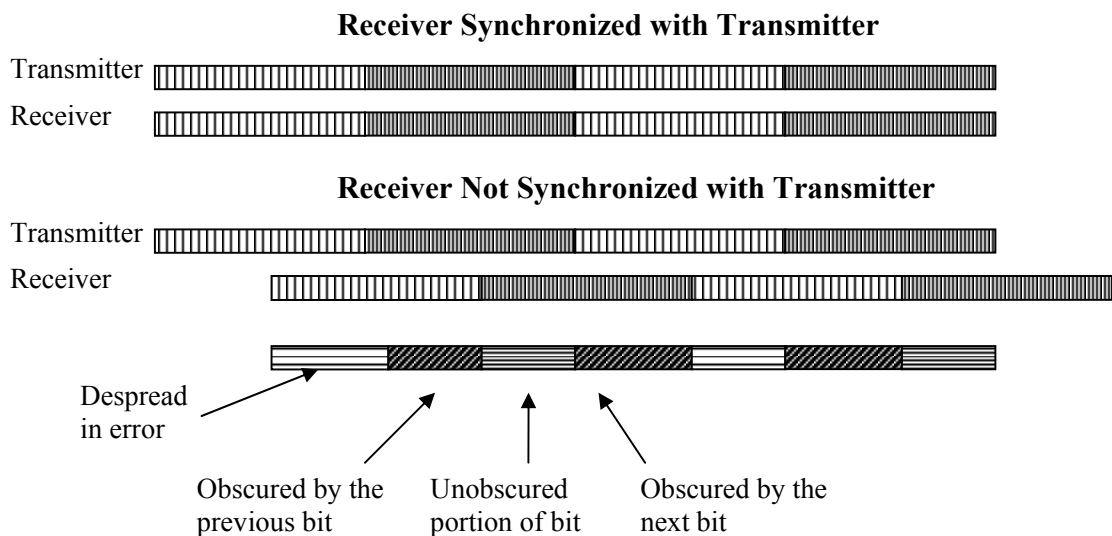 Receiver Synchronized with Transmitter
Transmitter
Receiver
Receiver Not Synchronized with Transmitter
Transmitter
Receiver
Despread
in error
Obscured by the
previous bit
Unobscured
portion of bit
Obscured by the
next bit